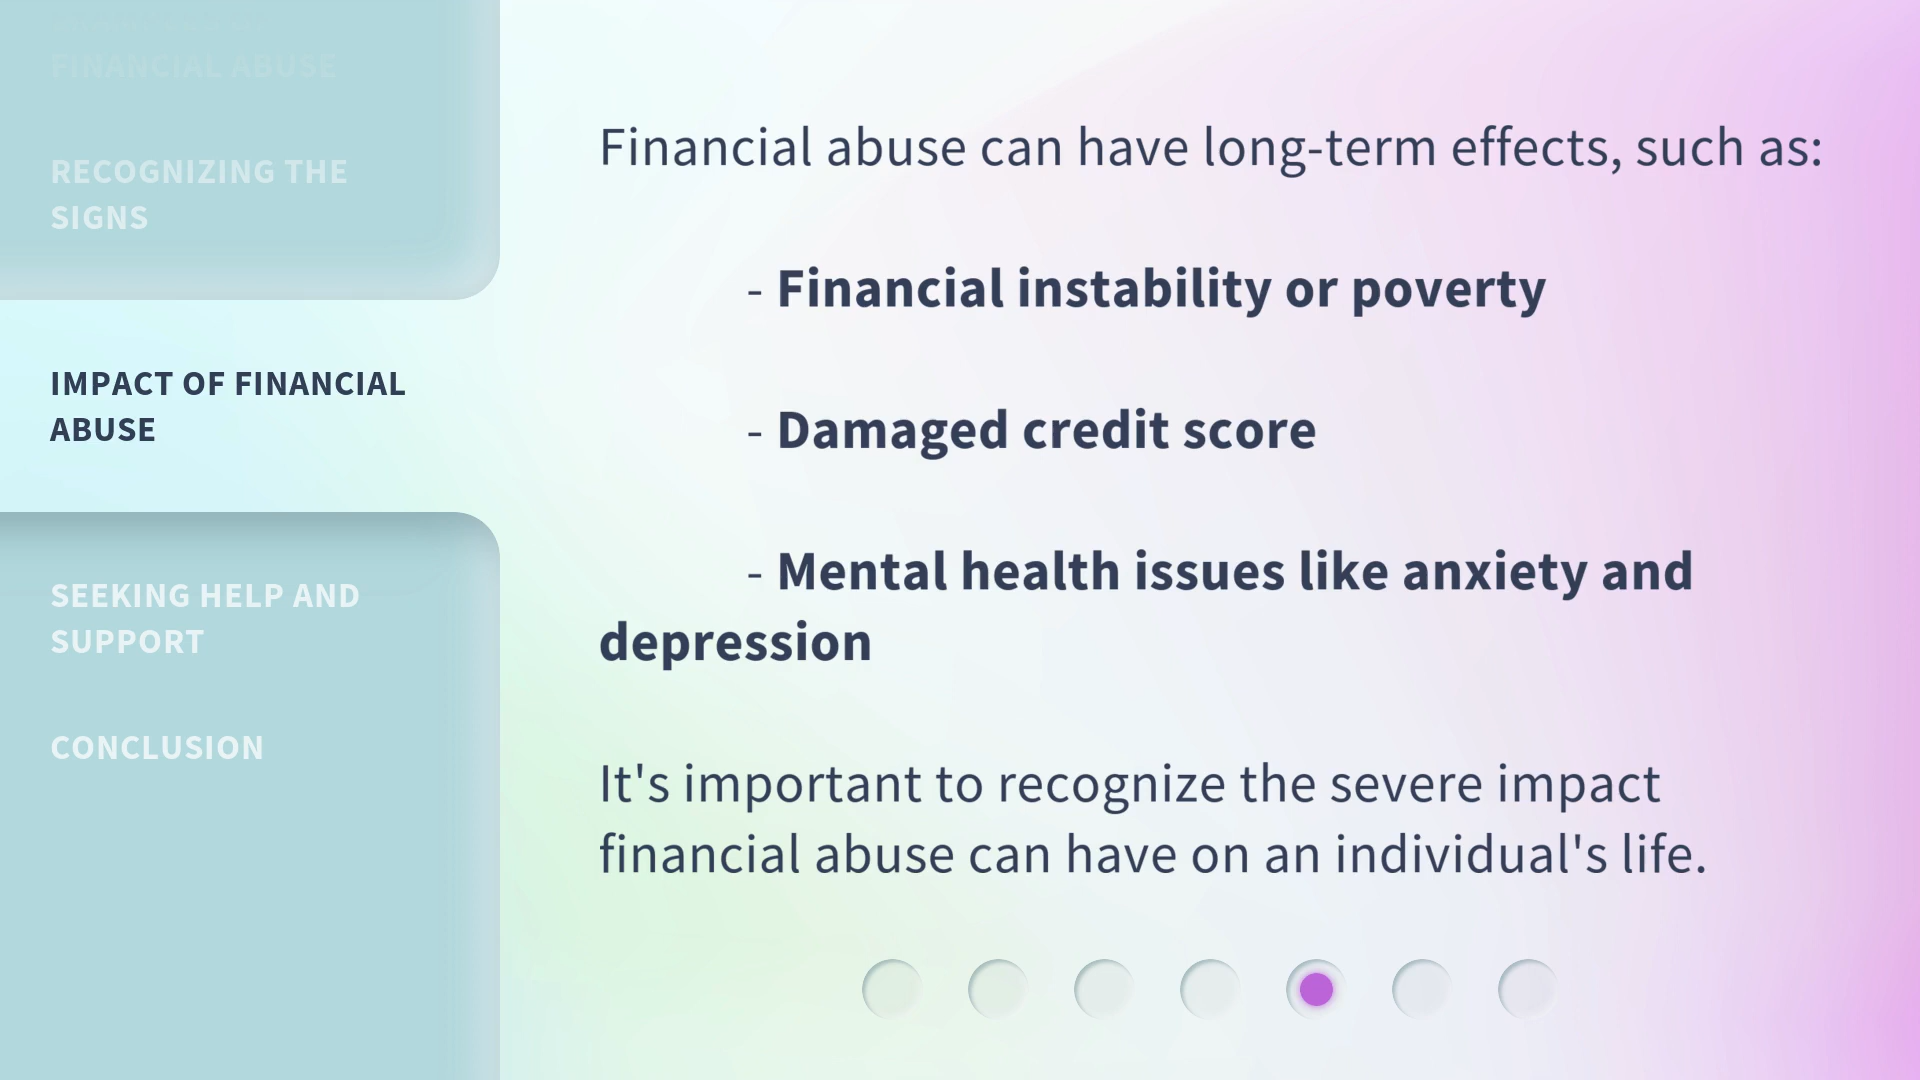 FINANCIAL ABUSE
RECOGNIZING THE
SIGNS
IMPACT OF FINANCIAL
ABUSE
SEEKING HELP AND
SUPPORT
CONCLUSION
Financial abuse can have long-term effects, such as:
- Financial instability or poverty
- Damaged credit score
- Mental health issues like anxiety and
depression
It's important to recognize the severe impact
financial abuse can have on an individual's life.